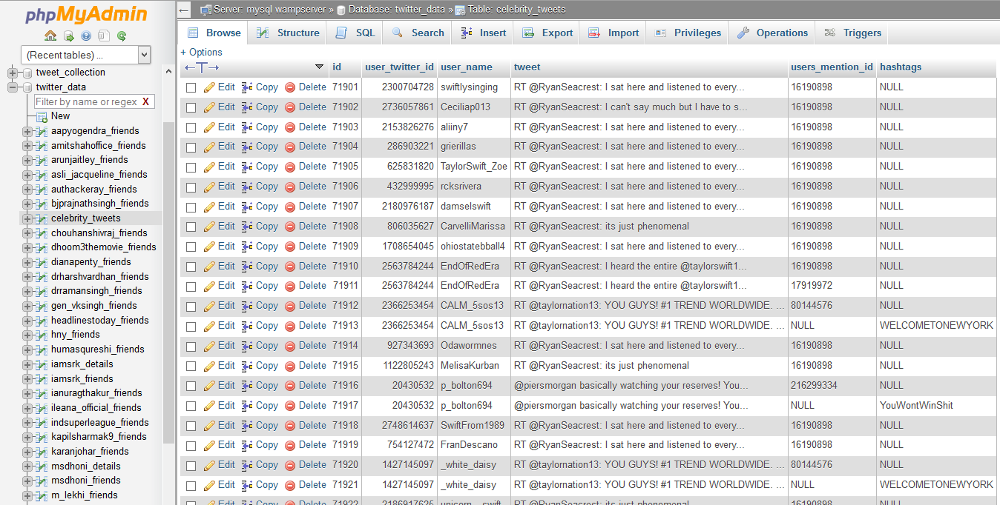 phpMyAdmin
(Recent tables) ...
tweet_collection
twitter_data
Filter by name or regex X
New
aapyogendra_friends
amitshahoffice_friends
arunjaitley_friends
asli_jacqueline_friends
authackeray_friends
bjprajnathsingh_friends
celebrity_tweets
chouhanshivraj_friends
dhoom3themovie_friends
dianapenty_friends
drharshvardhan_friends
drramansingh_friends
gen_vksingh_friends
headlinestoday_friends
hny_friends
humasqureshi_friends
iamsrk_details
iamsrk_friends
ianuragthakur_friends
ileana_official_friends
indsuperleague_friends
kapilsharmak9_friends
karanjohar_friends
msdhoni_details
msdhoni_friends
m_lekhi_friends
Server: mysql wampserver » Database: twitter_data » Table: celebrity_tweets
Browse Structure SQL Search Insert Export Import Privileges Operations Triggers
+ Options
←T→ id user_twitter_id user_name tweet users_mention_id hashtags
Edit Copy Delete 71901 2300704728 swiftlysinging RT @RyanSeacrest: I sat here and listened to every... 16190898 NULL
Edit Copy Delete 71902 2736057861 Ceciliap013 RT @RyanSeacrest: I can't say much but I have to s... 16190898 NULL
Edit Copy Delete 71903 2153826276 aliiny7 RT @RyanSeacrest: I sat here and listened to every... 16190898 NULL
Edit Copy Delete 71904 286903221 grierillas RT @RyanSeacrest: I sat here and listened to every... 16190898 NULL
Edit Copy Delete 71905 625831820 TaylorSwift_Zoe RT @RyanSeacrest: I sat here and listened to every... 16190898 NULL
Edit Copy Delete 71906 432999995 rcksrivera RT @RyanSeacrest: I sat here and listened to every... 16190898 NULL
Edit Copy Delete 71907 2180976187 damselswift RT @RyanSeacrest: I sat here and listened to every... 16190898 NULL
Edit Copy Delete 71908 806035627 CarvelliMarissa RT @RyanSeacrest: its just phenomenal 16190898 NULL
Edit Copy Delete 71909 1708654045 ohiostatebball4 RT @RyanSeacrest: I sat here and listened to every... 16190898 NULL
Edit Copy Delete 71910 2563784244 EndOfRedEra RT @RyanSeacrest: I heard the entire @taylorswift1... 16190898 NULL
Edit Copy Delete 71911 2563784244 EndOfRedEra RT @RyanSeacrest: I heard the entire @taylorswift1... 17919972 NULL
Edit Copy Delete 71912 2366253454 CALM_5sos13 RT @taylornation13: YOU GUYS! #1 TREND WORLDWIDE. ... 80144576 NULL
Edit Copy Delete 71913 2366253454 CALM_5sos13 RT @taylornation13: YOU GUYS! #1 TREND WORLDWIDE. ... NULL WELCOMETONEWYORK
Edit Copy Delete 71914 927343693 Odawormnes RT @RyanSeacrest: I sat here and listened to every... 16190898 NULL
Edit Copy Delete 71915 1122805243 MelisaKurban RT @RyanSeacrest: its just phenomenal 16190898 NULL
Edit Copy Delete 71916 20430532 p_bolton694 @piersmorgan basically watching your reserves! You... 216299334 NULL
Edit Copy Delete 71917 20430532 p_bolton694 @piersmorgan basically watching your reserves! You... NULL YouWontWinShit
Edit Copy Delete 71918 2748614637 SwiftFrom1989 RT @RyanSeacrest: I sat here and listened to every... 16190898 NULL
Edit Copy Delete 71919 754127472 FranDescano RT @RyanSeacrest: I sat here and listened to every... 16190898 NULL
Edit Copy Delete 71920 1427145097 _white_daisy RT @taylornation13: YOU GUYS! #1 TREND WORLDWIDE. ... 80144576 NULL
Edit Copy Delete 71921 1427145097 _white_daisy RT @taylornation13: YOU GUYS! #1 TREND WORLDWIDE. ... NULL WELCOMETONEWYORK
Edit Copy Delete 71922 2186917625 RT @RyanSeacrest: its just phenomenal 16190898 NULL